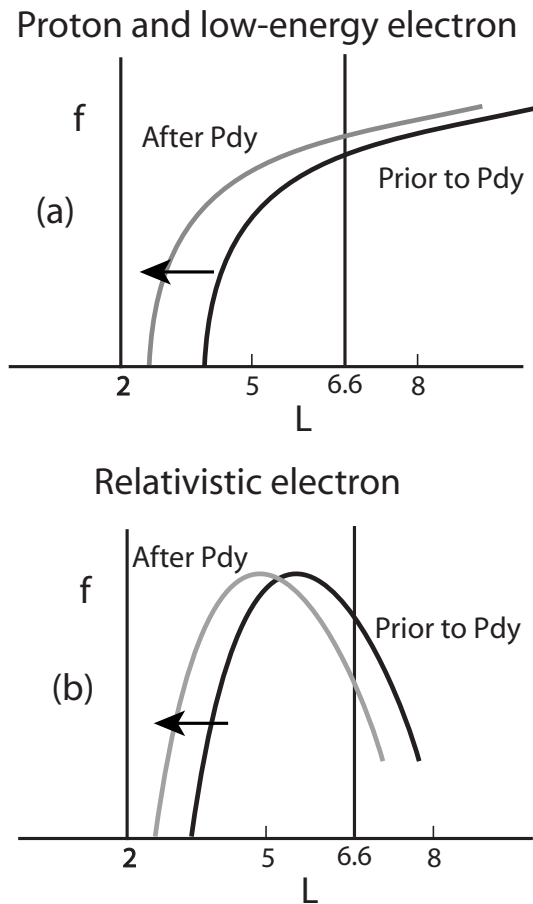 Proton and low-energy electron
f
After Pdy
(a)
Prior to Pdy
2 5 6.6 8
L
Relativistic electron
After Pdy
f
Prior to Pdy
(b)
2 5 6.6 8
L